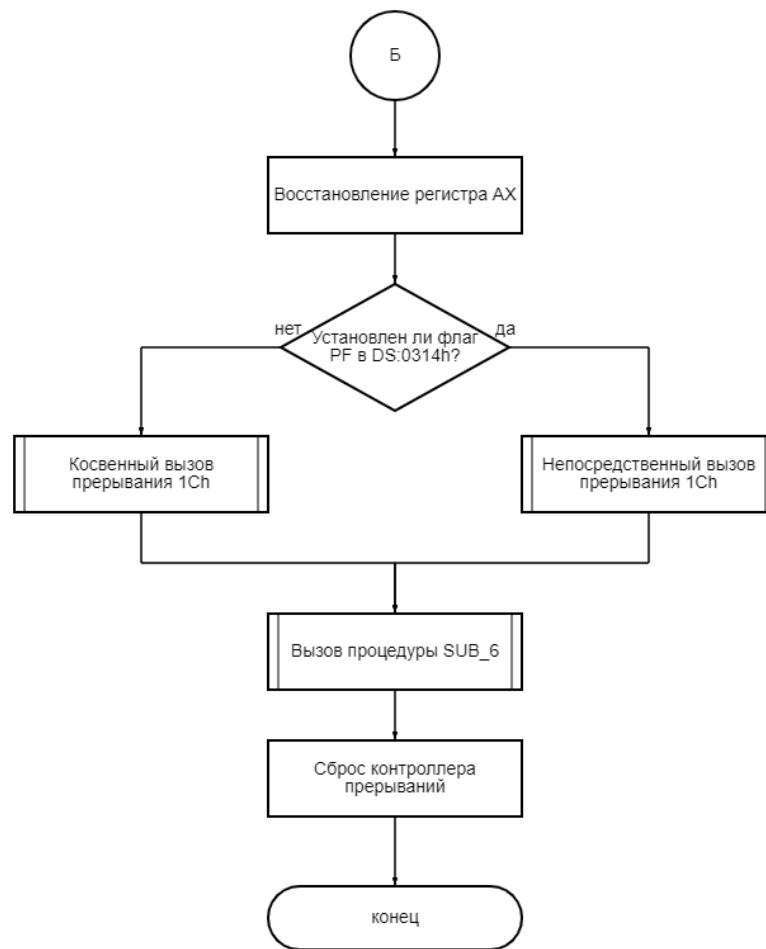 Б
Восстановление регистра AX
нет
Установлен ли флаг
да
PF в DS:0314h?
Косвенный вызов
прерывания 1Ch
Непосредственный вызов
прерывания 1Ch
Вызов процедуры SUB_6
Сброс контроллера
прерываний
конец